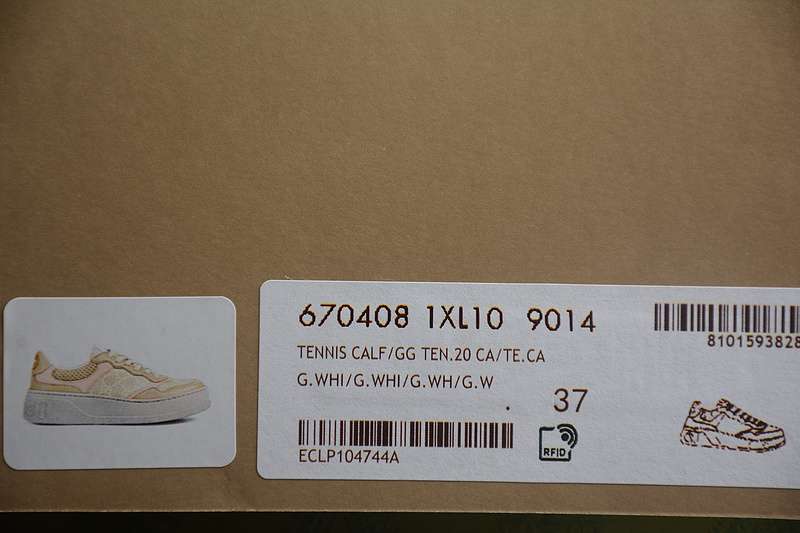 670408 1XL10 9014
8101593828
TENNIS CALF/GG TEN.20 CA/TE.CA
G.WHI/G.WHI/G.WH/G.W
37
RFID
ECLP104744A